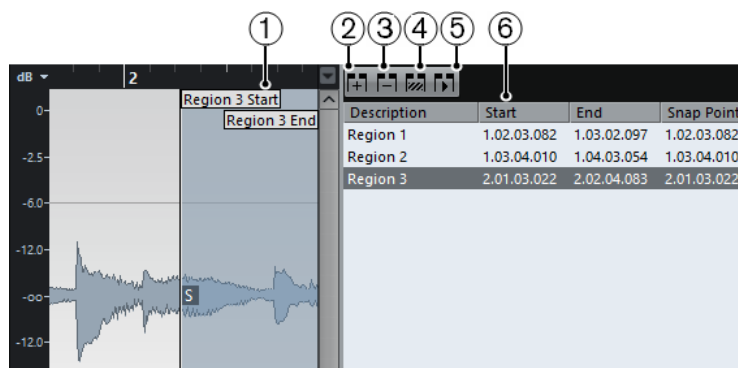 1 2 3 4 5 6
dB 2
Region 3 Start
Region 3 End
0-
-2.5-
-6.0-
-12.0-
-oo-
-12.0-
S
Description Start End Snap Point
Region 1 1.02.03.082 1.03.02.097 1.02.03.082
Region 2 1.03.04.010 1.04.03.054 1.03.04.010
Region 3 2.01.03.022 2.02.04.083 2.01.03.022